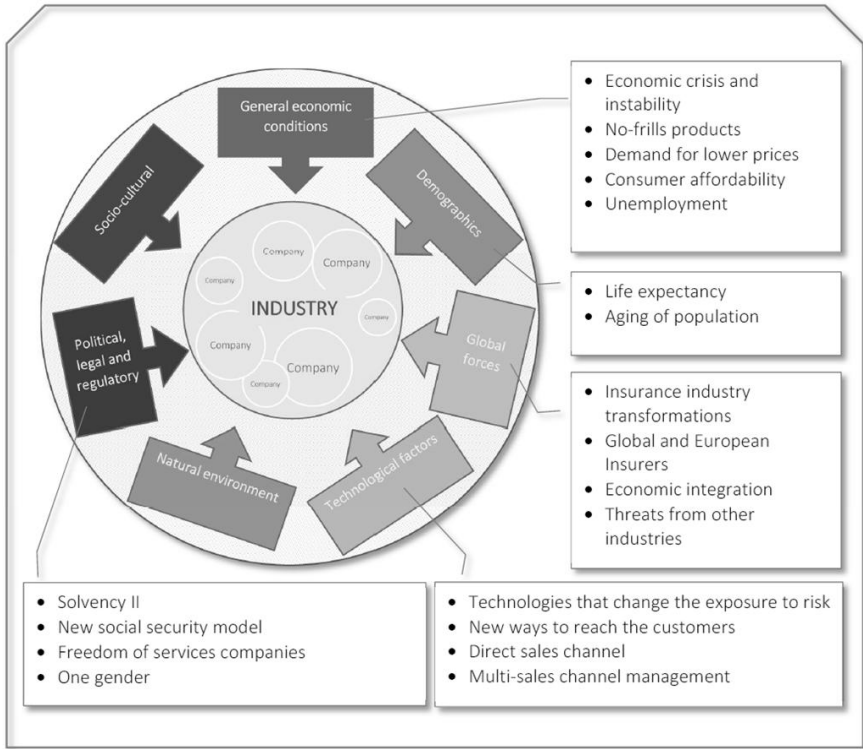 General economic
conditions
Socio-cultural
Demographics
Political,
legal and
regulatory
Global
forces
Natural environment
Technological factors
INDUSTRY
Company
Company
Company
Company
Company
Company
Company
• Economic crisis and
instability
• No-frills products
• Demand for lower prices
• Consumer affordability
• Unemployment
• Life expectancy
• Aging of population
• Insurance industry
transformations
• Global and European
Insurers
• Economic integration
• Threats from other
industries
• Solvency II
• New social security model
• Freedom of services companies
• One gender
• Technologies that change the exposure to risk
• New ways to reach the customers
• Direct sales channel
• Multi-sales channel management